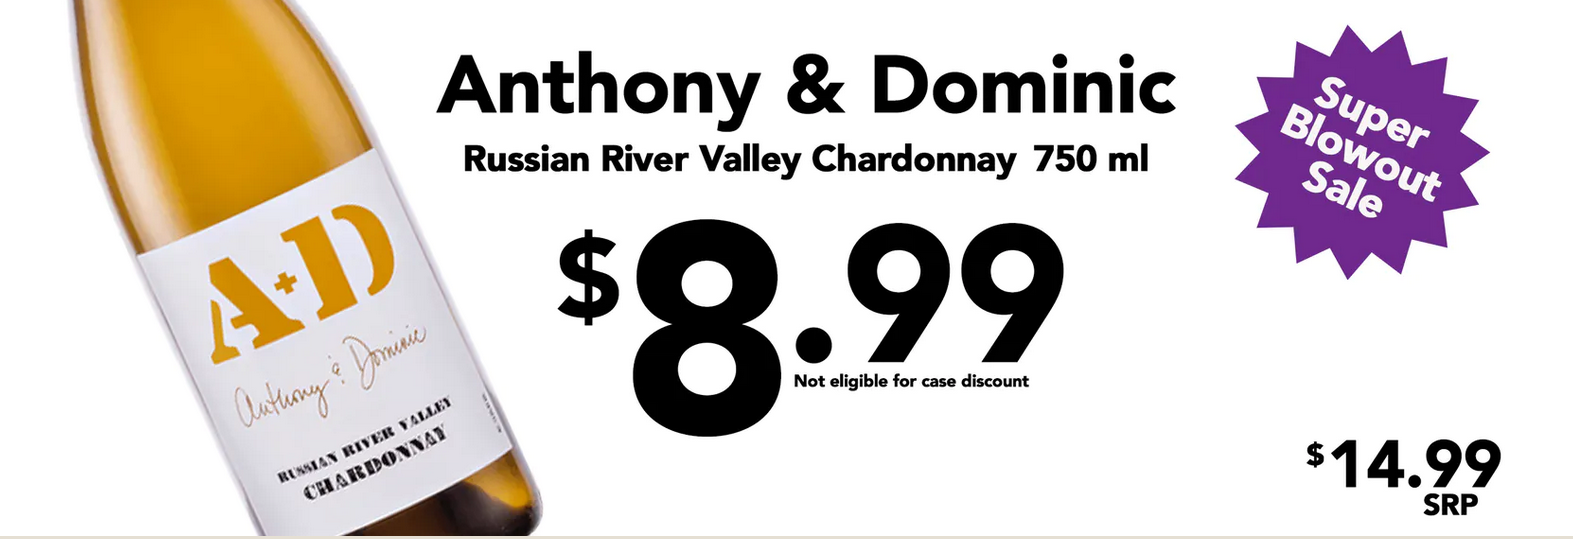 Anthony & Dominic
Russian River Valley Chardonnay 750 ml
$8.99
Not eligible for case discount
Super
Blowout
Sale
$14.99
SRP
A+D
Anthony & Dominic
RUSSIAN RIVER VALLEY
CHARDONNAY